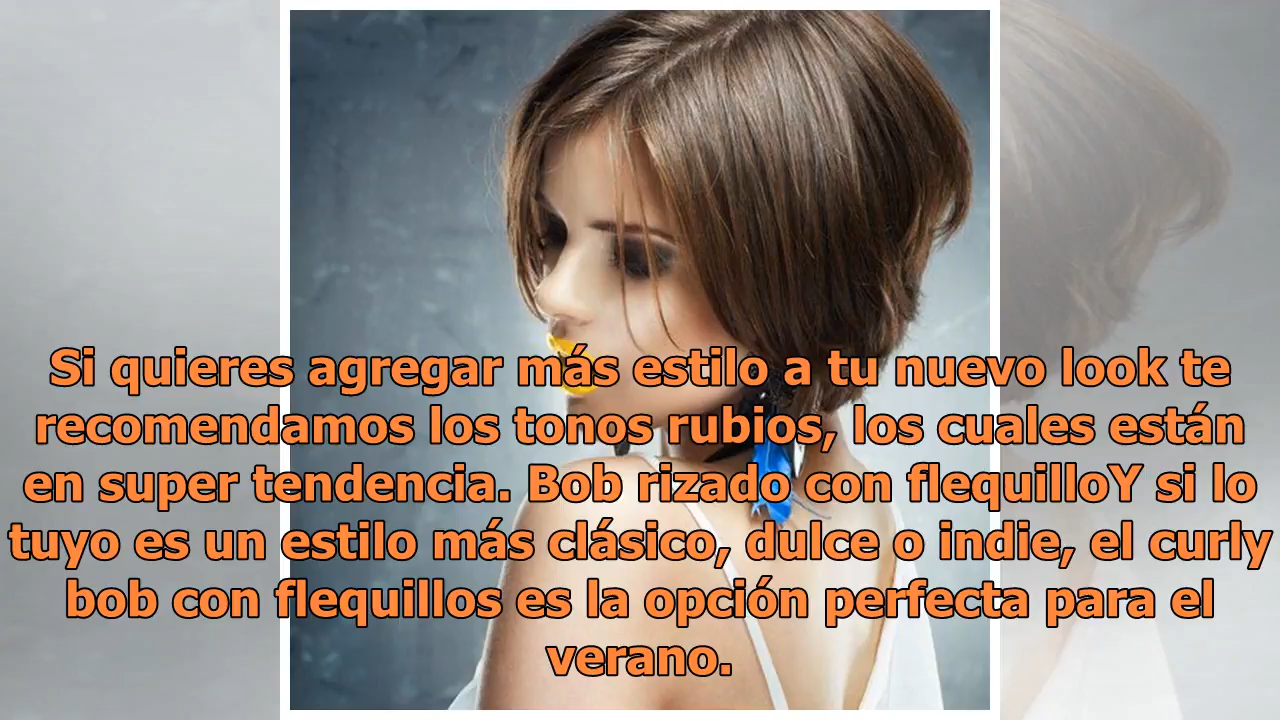 Si quieres agregar más estilo a tu nuevo look te
recomendamos los tonos rubios, los cuales están
en super tendencia. Bob rizado con flequilloY si lo
tuyo es un estilo más clásico, dulce o indie, el curly
bob con flequillos es la opción perfecta para el
verano.